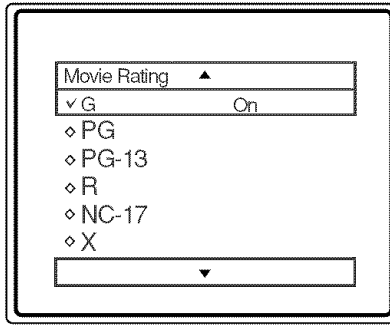 Movie Rating ▲
✓ G On
◇ PG
◇ PG-13
◇ R
◇ NC-17
◇ X
▼